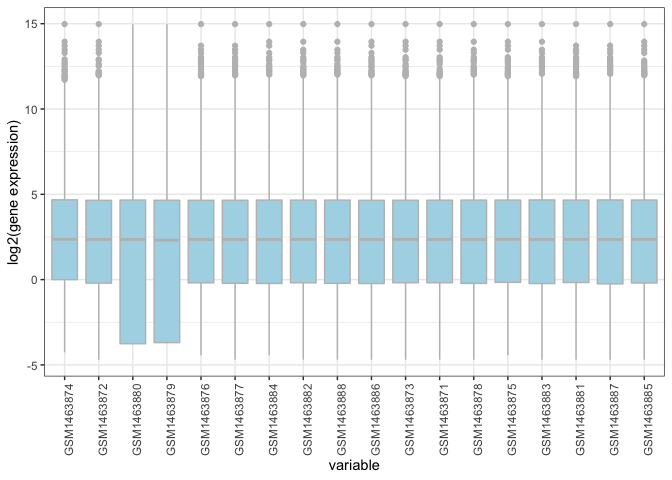 15
10
5
0
-5
log2(gene expression)
GSM1463874
GSM1463872
GSM1463880
GSM1463879
GSM1463876
GSM1463877
GSM1463884
GSM1463882
GSM1463888
GSM1463886
GSM1463873
GSM1463871
GSM1463878
GSM1463875
GSM1463883
GSM1463881
GSM1463887
GSM1463885
variable